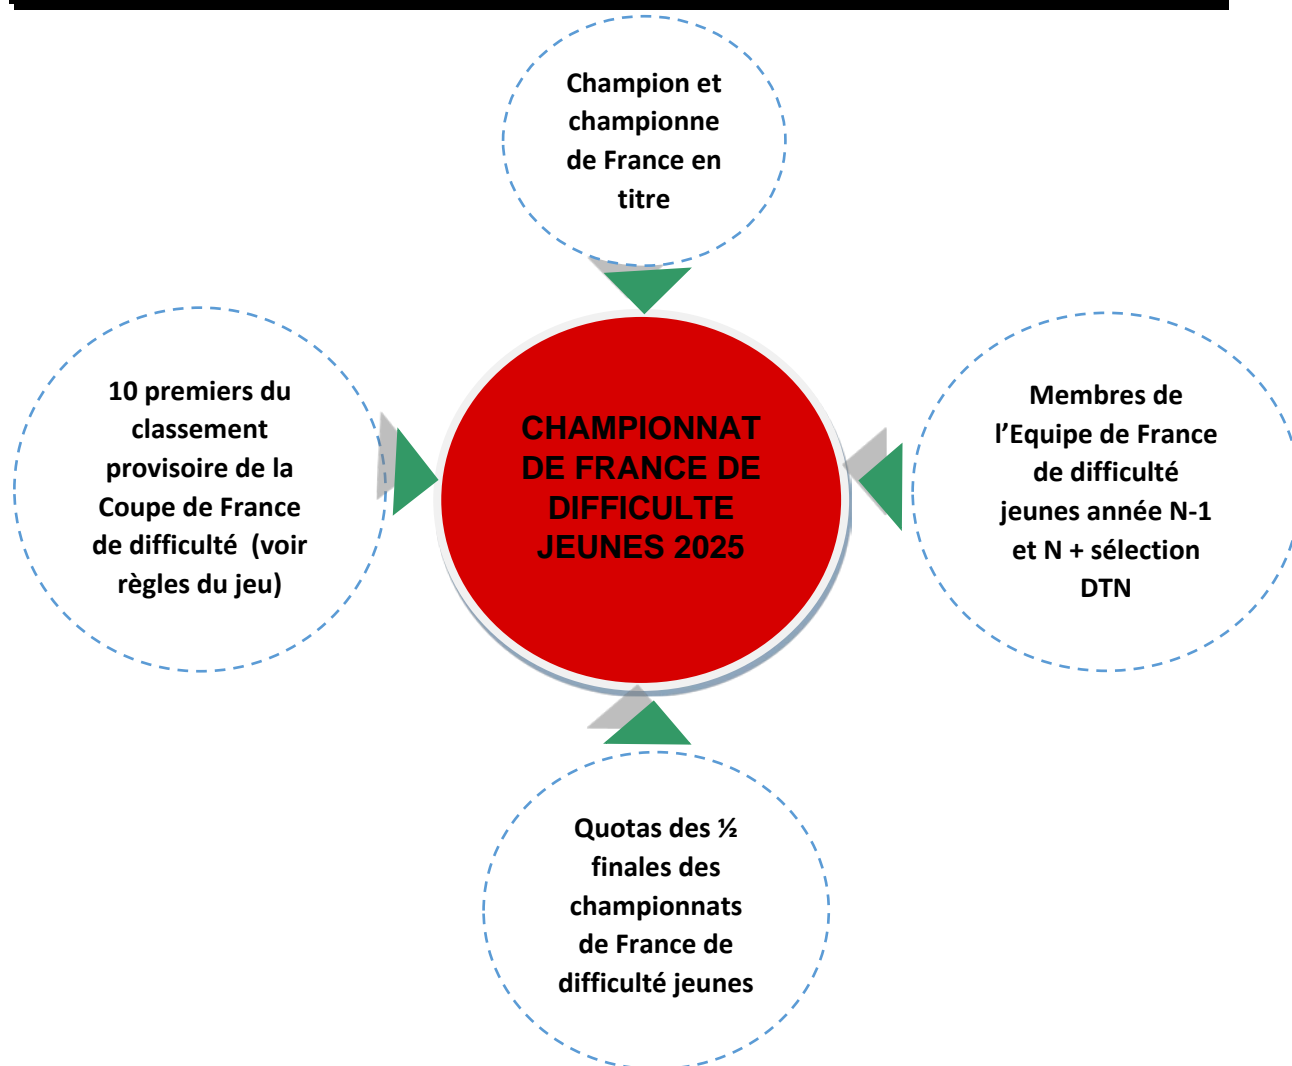 Champion et
championne
de France en
titre
10 premiers du
classement
provisoire de la
Coupe de France
de difficulté  (voir
règles du jeu)
CHAMPIONNAT
DE FRANCE DE
DIFFICULTE
JEUNES 2025
Membres de
l’Equipe de France
de difficulté
jeunes année N-1
et N + sélection
DTN
Quotas des ½
finales des
championnats
de France de
difficulté jeunes